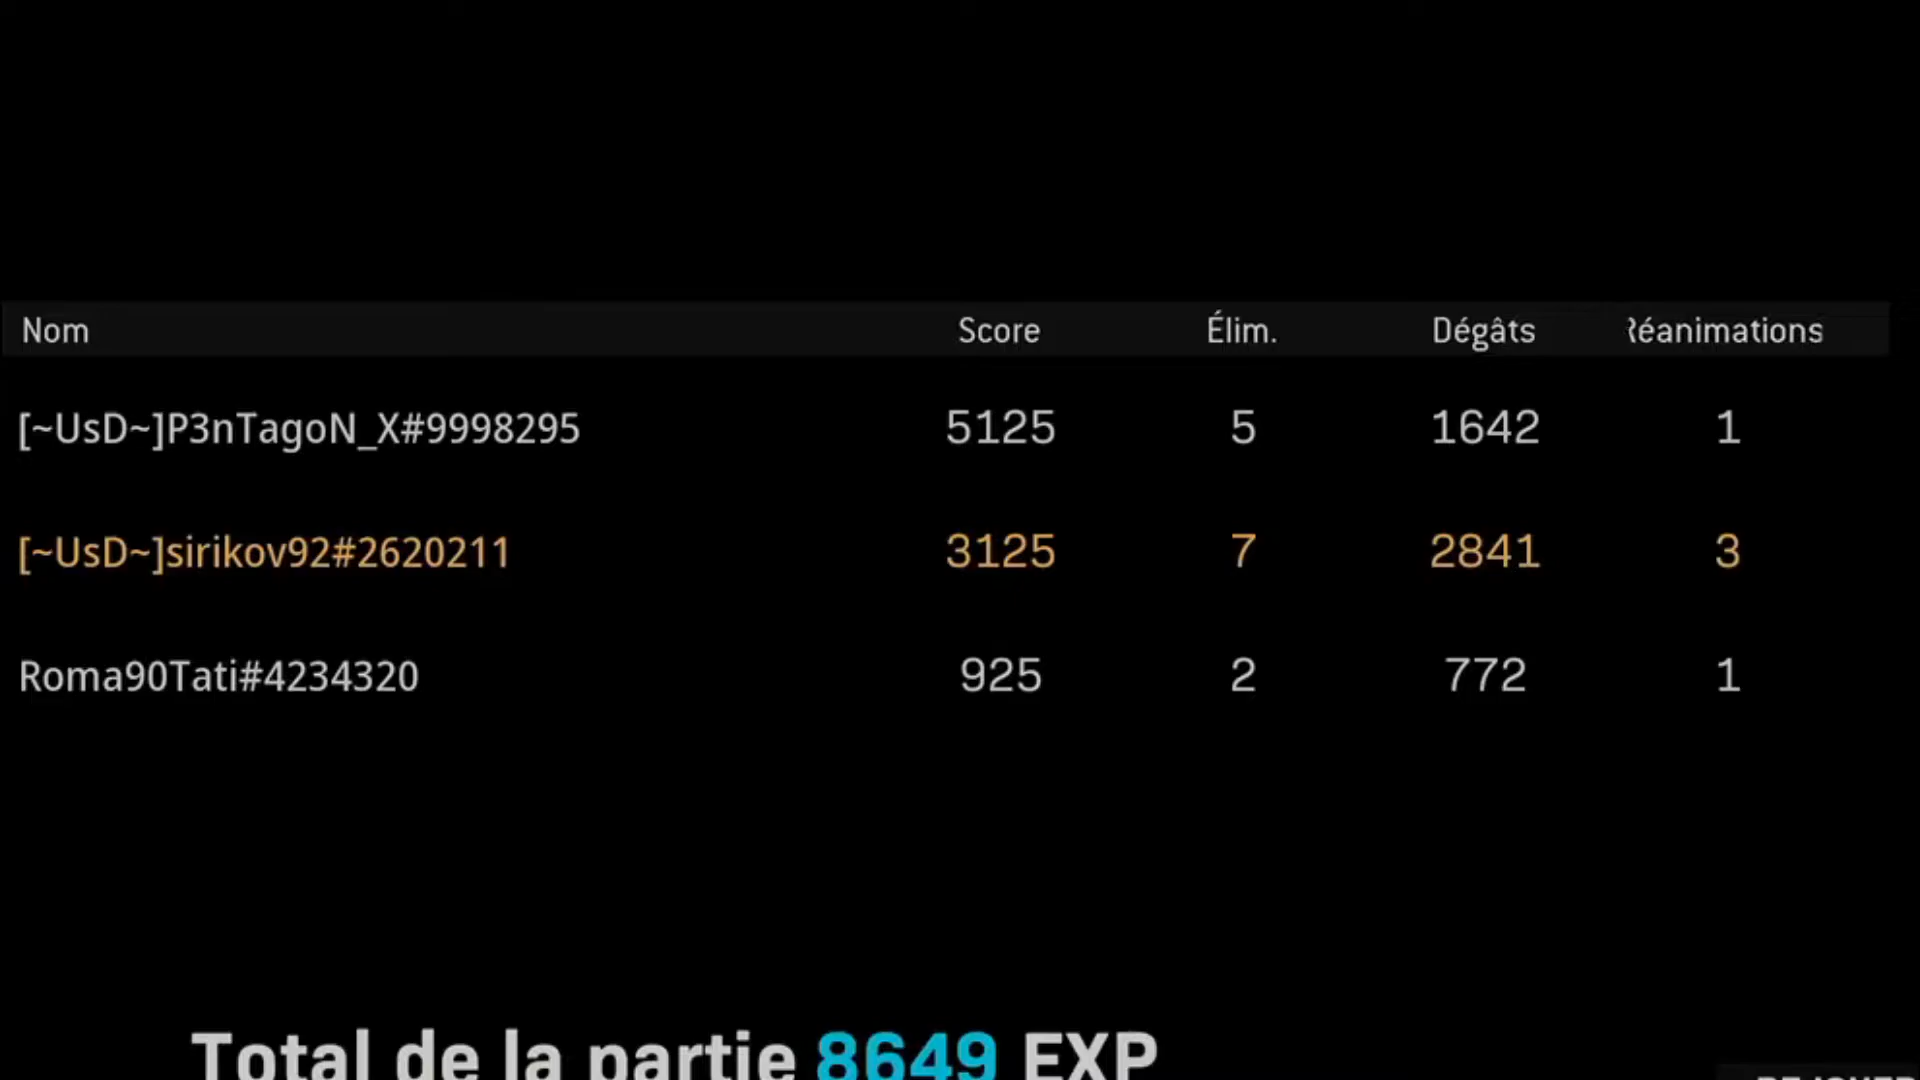 Nom Score Élim. Dégâts Réanimations
[~UsD~]P3nTagoN_X#9998295 5125 5 1642 1
[~UsD~]sirikov92#2620211 3125 7 2841 3
Roma90Tati#4234320 925 2 772 1
Total de la partie 8649 EXP